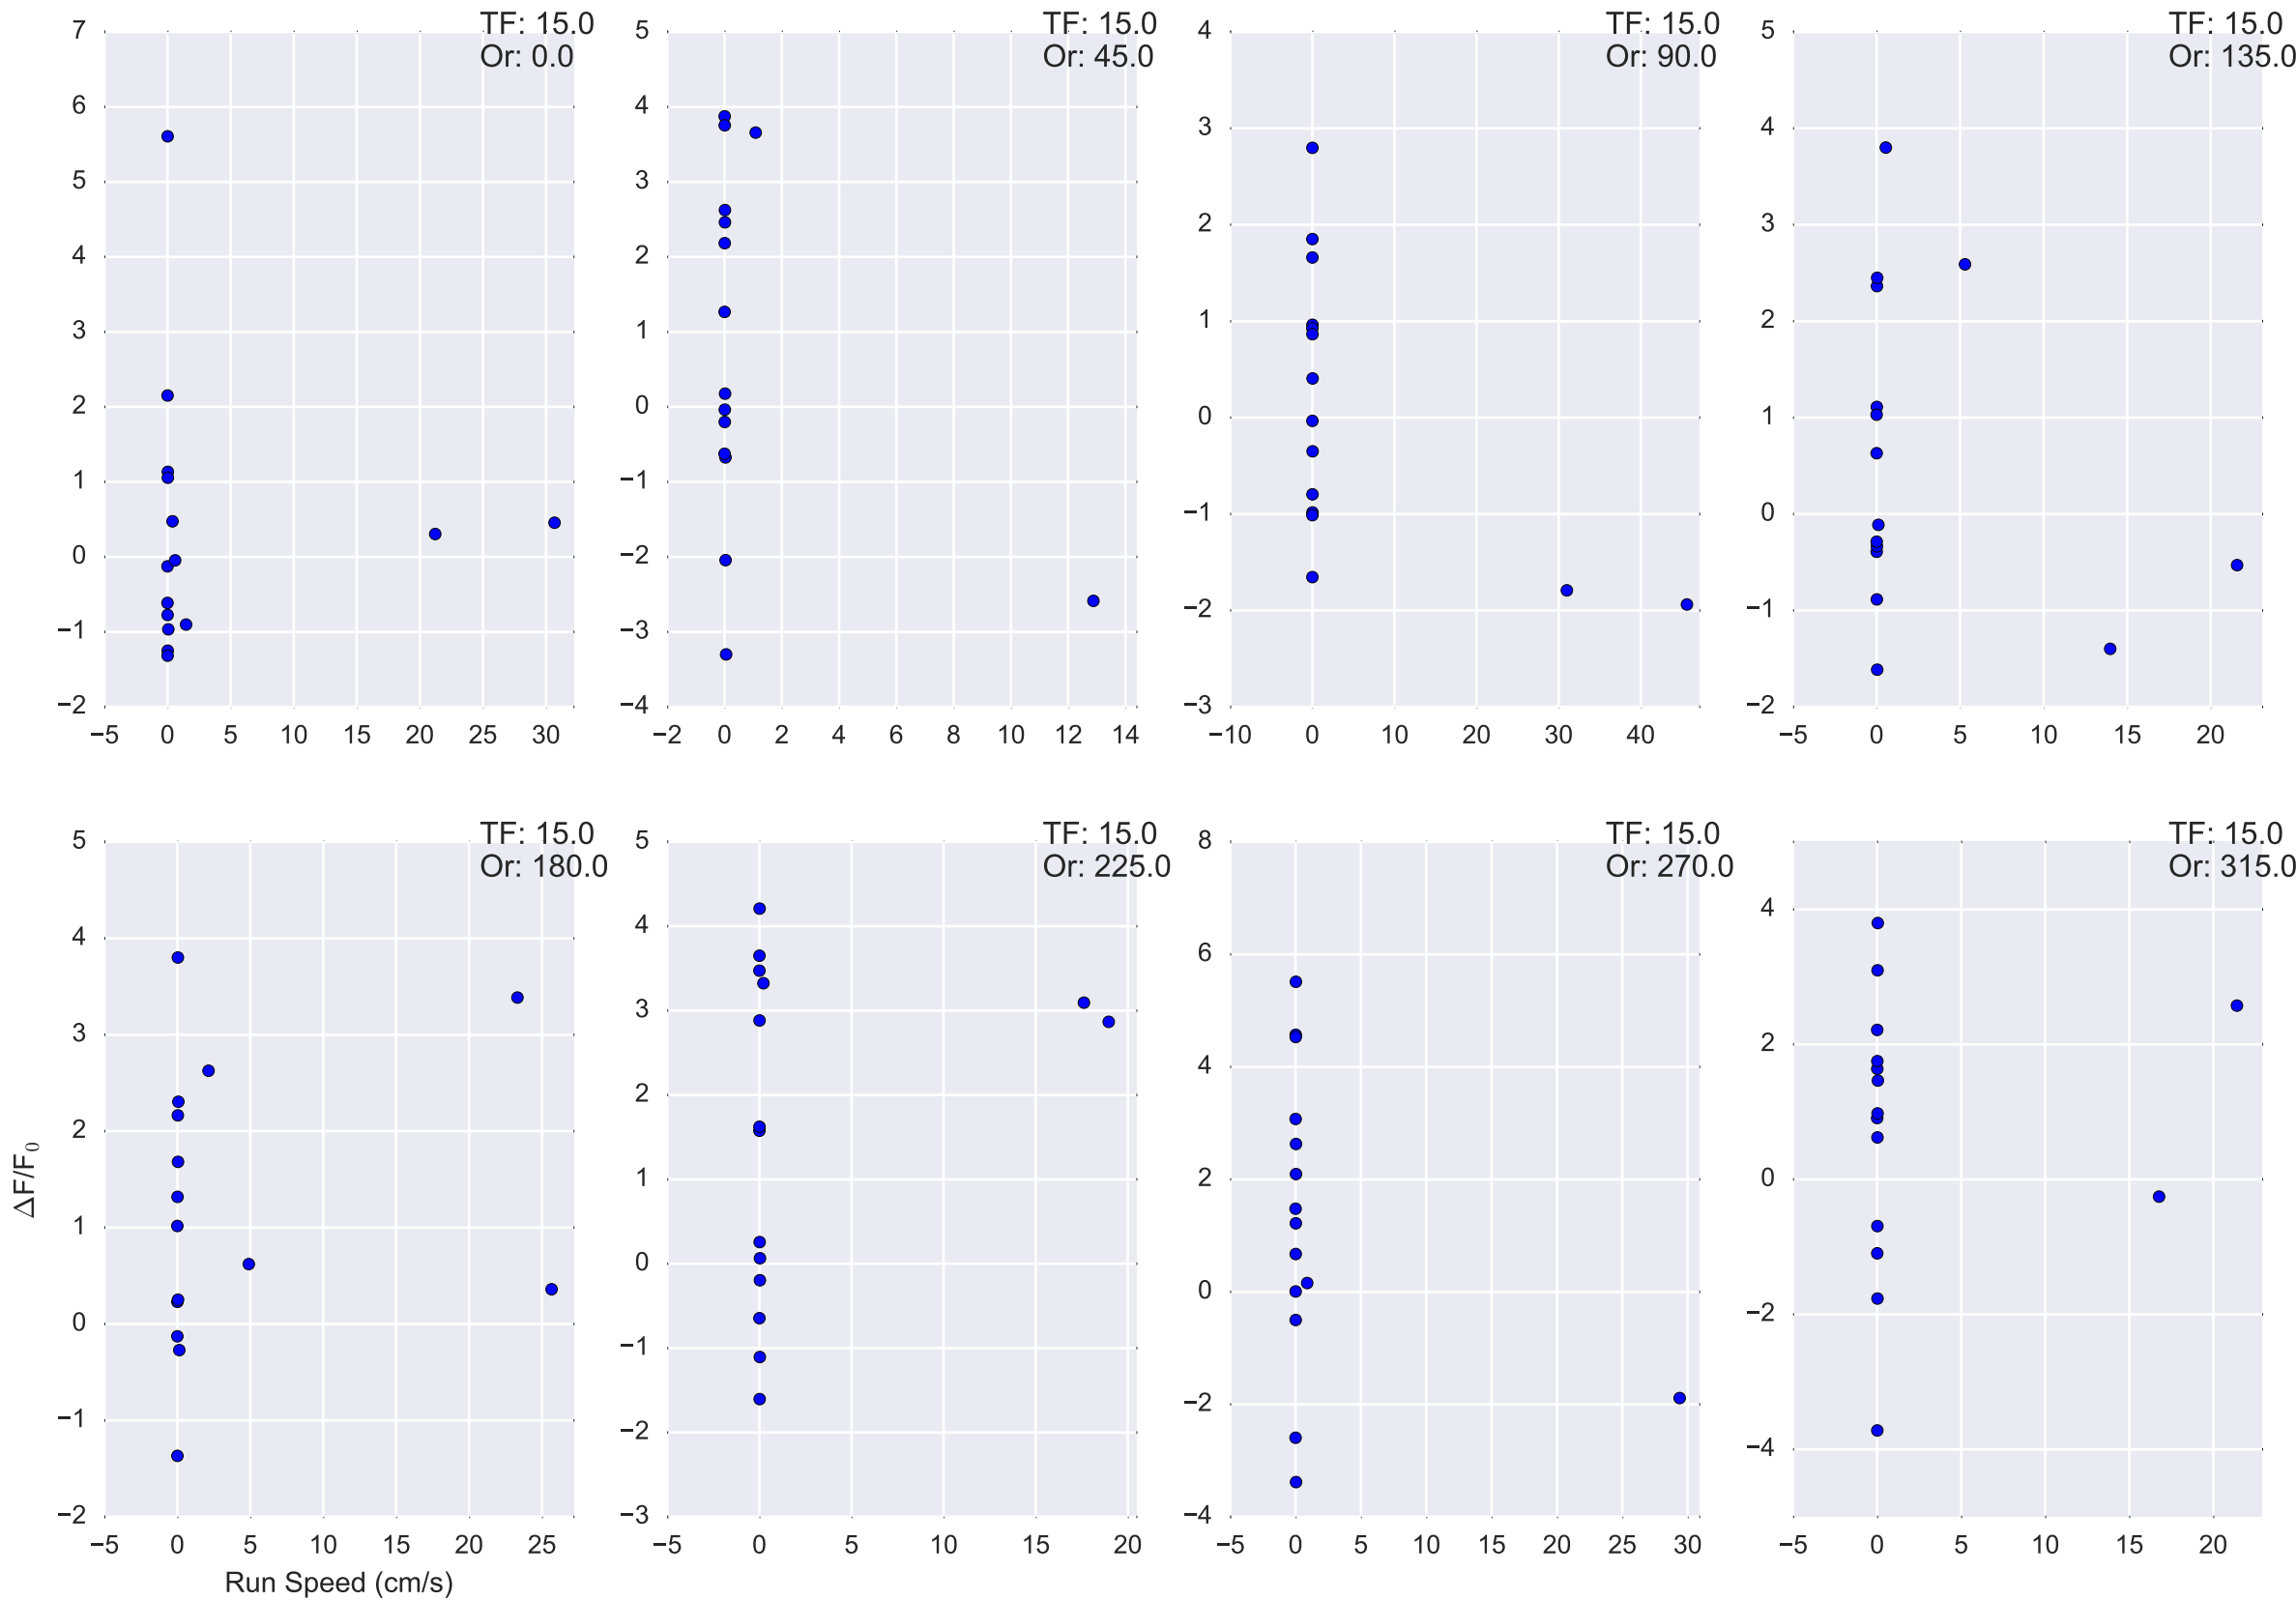 TF: 15.0
Or: 0.0
7
6
5
4
3
2
1
0
−1
−2
−5 0 5 10 15 20 25 30
TF: 15.0
Or: 45.0
5
4
3
2
1
0
−1
−2
−3
−4
−2 0 2 4 6 8 10 12 14
TF: 15.0
Or: 90.0
4
3
2
1
0
−1
−2
−3
−10 0 10 20 30 40
TF: 15.0
Or: 135.0
5
4
3
2
1
0
−1
−2
−5 0 5 10 15 20
TF: 15.0
Or: 180.0
5
4
3
2
1
0
−1
−2
ΔF/F₀
−5 0 5 10 15 20 25
Run Speed (cm/s)
TF: 15.0
Or: 225.0
5
4
3
2
1
0
−1
−2
−3
−5 0 5 10 15 20
TF: 15.0
Or: 270.0
8
6
4
2
0
−2
−4
−5 0 5 10 15 20 25 30
TF: 15.0
Or: 315.0
4
2
0
−2
−4
−5 0 5 10 15 20